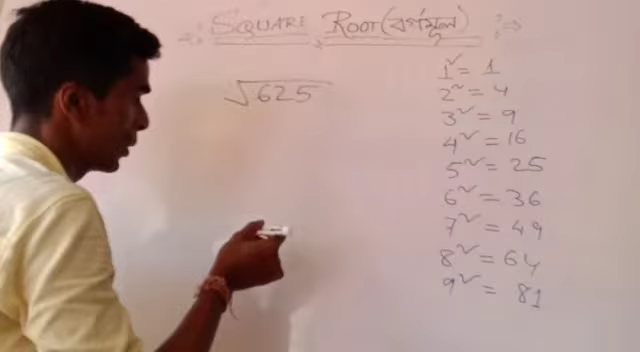 ⇒: SQUARE ROOT (বর্গমূল) :⇒
√625
1² = 1
2² = 4
3² = 9
4² = 16
5² = 25
6² = 36
7² = 49
8² = 64
9² = 81